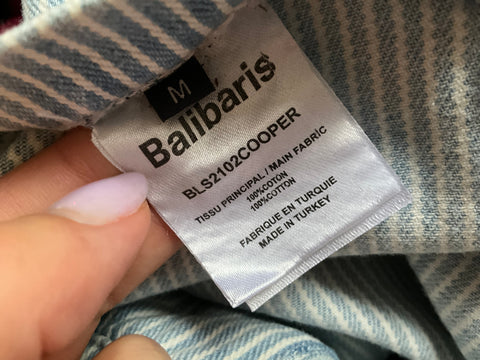 M
Balibaris
BLS2102COOPER
TISSU PRINCIPAL / MAIN FABRIC
100%COTON
100%COTTON
FABRIQUE EN TURQUIE
MADE IN TURKEY